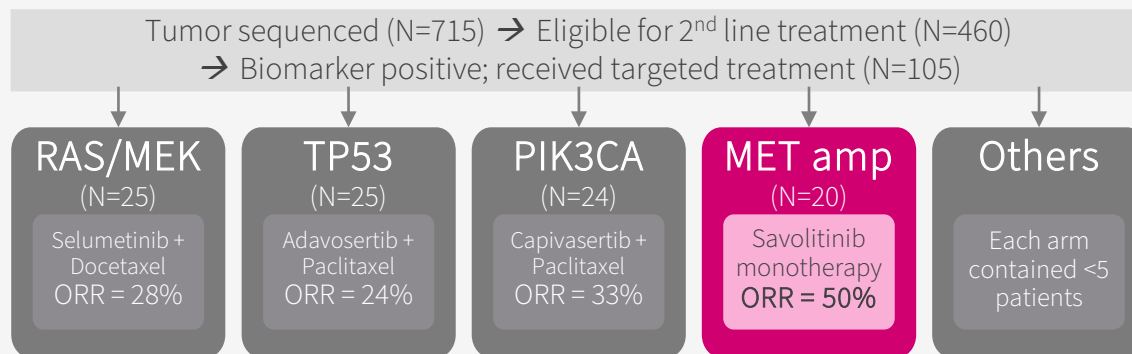 Tumor sequenced (N=715) → Eligible for 2nd line treatment (N=460)
→ Biomarker positive; received targeted treatment (N=105)
RAS/MEK
(N=25)
Selumetinib +
Docetaxel
ORR = 28%
TP53
(N=25)
Adavosertib +
Paclitaxel
ORR = 24%
PIK3CA
(N=24)
Capivasertib +
Paclitaxel
ORR = 33%
MET amp
(N=20)
Savolitinib
monotherapy
ORR = 50%
Others
Each arm
contained <5
patients